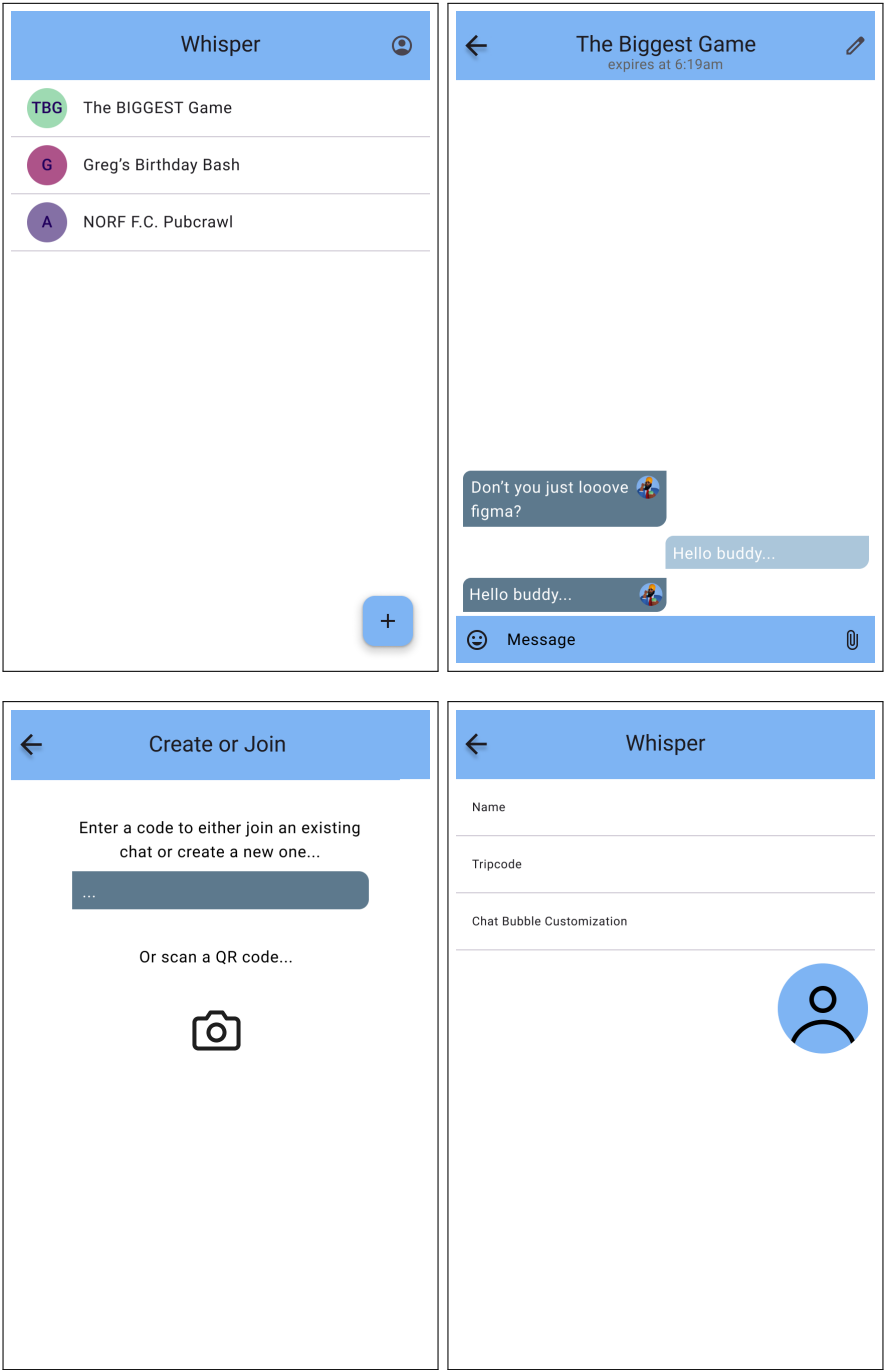 Whisper
TBG The BIGGEST Game
G Greg’s Birthday Bash
A NORF F.C. Pubcrawl
+
The Biggest Game
expires at 6:19am
Don’t you just looove
figma?
Hello buddy...
Hello buddy...
Message
Create or Join
Enter a code to either join an existing
chat or create a new one...
...
Or scan a QR code...
Whisper
Name
Tripcode
Chat Bubble Customization